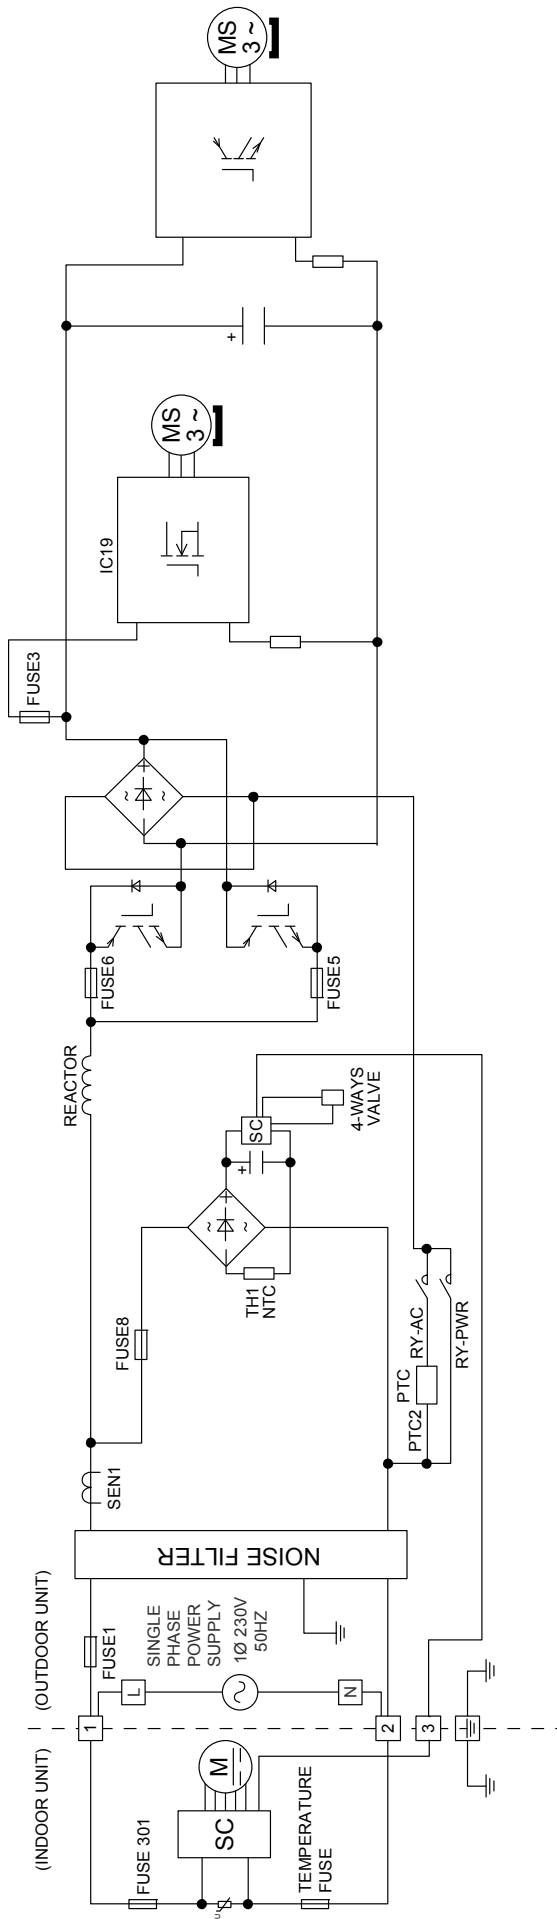 (INDOOR UNIT)
(OUTDOOR UNIT)
FUSE 301
SC
M
U
TEMPERATURE
FUSE
1
2
3
L
N
FUSE1
SINGLE
PHASE
POWER
SUPPLY
1Ø 230V
50HZ
NOISE FILTER
SEN1
FUSE8
TH1
NTC
+
~
~
+
SC
4-WAYS
VALVE
PTC2
PTC
RY-AC
RY-PWR
REACTOR
FUSE6
FUSE5
+
~
~
FUSE3
IC19
MS
3 ~
+
MS
3 ~